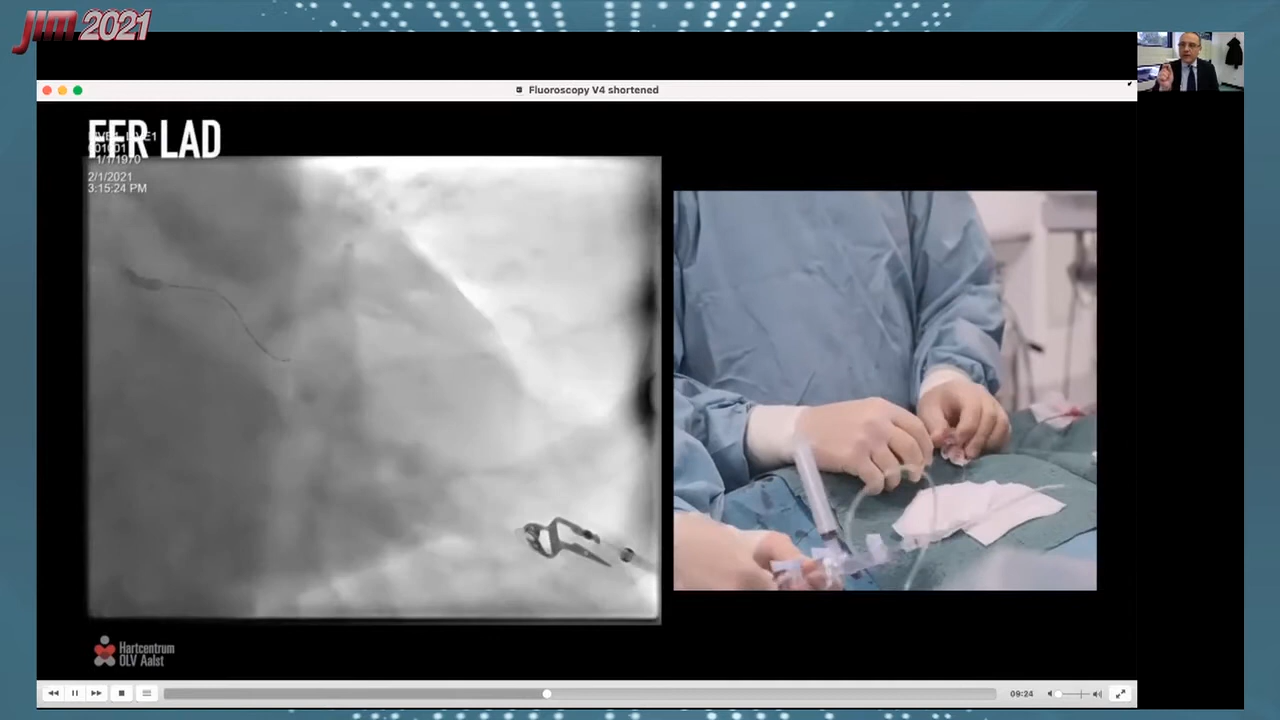 JIM 2021
Fluoroscopy V4 shortened
FFR LAD
1/1/1970
2/1/2021
3:15:24 PM
Hartcentrum
OLV Aalst
09:24